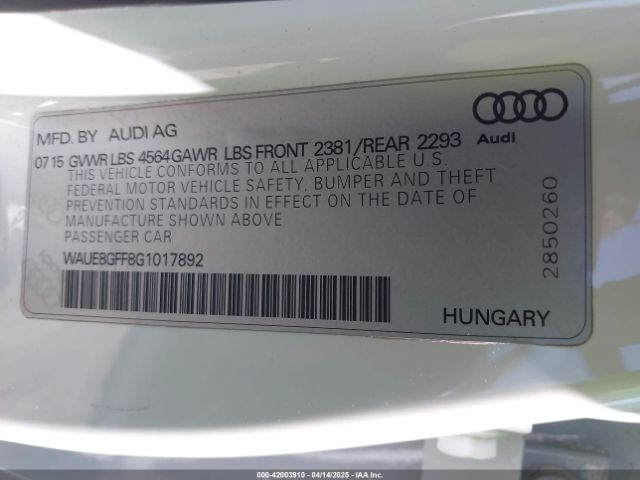 MFD. BY AUDI AG
0715 GVWR LBS 4564 GAWR LBS FRONT 2381/REAR 2293
Audi
THIS VEHICLE CONFORMS TO ALL APPLICABLE U.S.
FEDERAL MOTOR VEHICLE SAFETY, BUMPER AND THEFT
PREVENTION STANDARDS IN EFFECT ON THE DATE OF
MANUFACTURE SHOWN ABOVE
PASSENGER CAR
WAUE8GFF8G1017892
2850260
HUNGARY
000-42003910 - 04/14/2025 - IAA Inc.